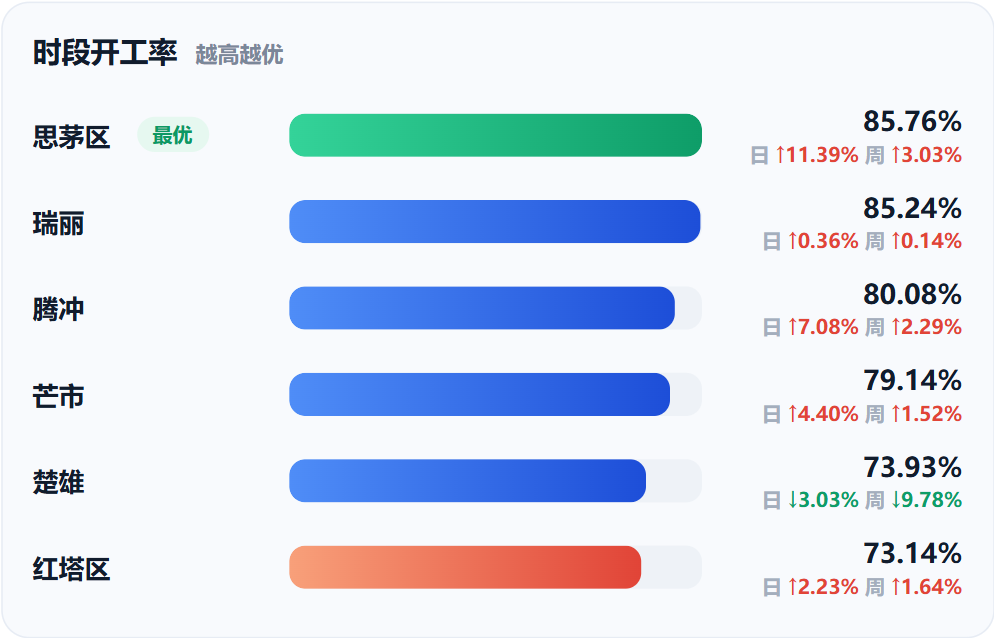 时段开工率 越高越优
思茅区 最优 85.76%
日 ↑11.39% 周 ↑3.03%
瑞丽 85.24%
日 ↑0.36% 周 ↑0.14%
腾冲 80.08%
日 ↑7.08% 周 ↑2.29%
芒市 79.14%
日 ↑4.40% 周 ↑1.52%
楚雄 73.93%
日 ↓3.03% 周 ↓9.78%
红塔区 73.14%
日 ↑2.23% 周 ↑1.64%